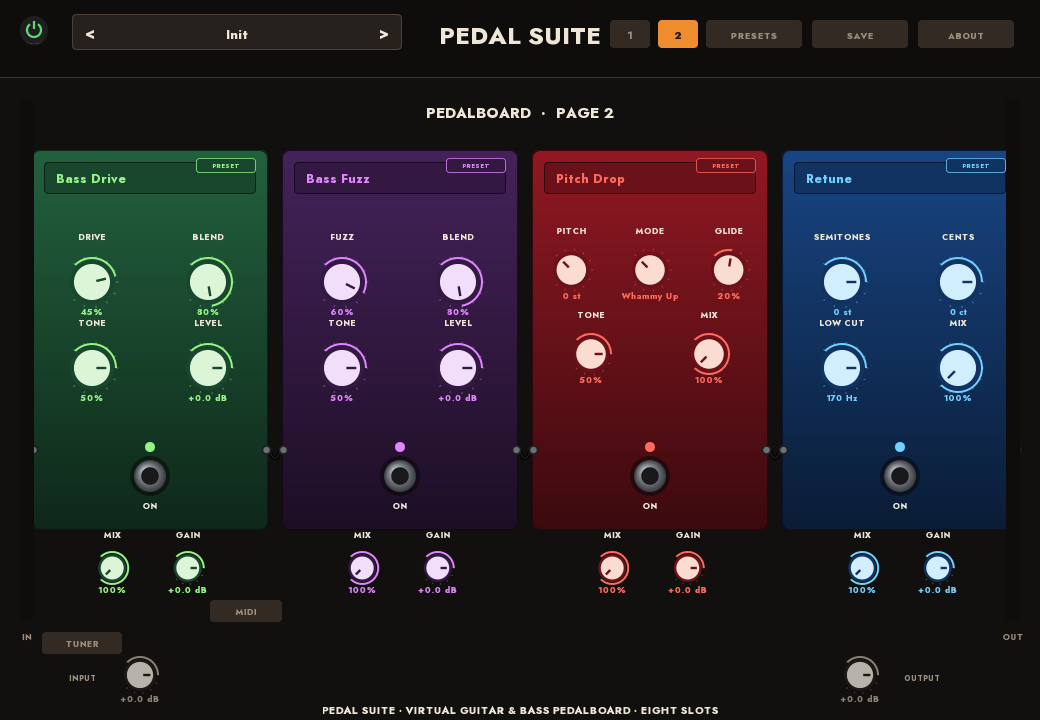 < Init > PEDAL SUITE 1 2 PRESETS SAVE ABOUT
PEDALBOARD · PAGE 2
PRESET PRESET PRESET PRESET
Bass Drive Bass Fuzz Pitch Drop Retune
PITCH MODE GLIDE
DRIVE BLEND FUZZ BLEND SEMITONES CENTS
0 st Whammy Up 20%
45% 80% 60% 80% 0 st 0 ct
TONE MIX
TONE LEVEL TONE LEVEL LOW CUT MIX
50% 100%
50% +0.0 dB 50% +0.0 dB 170 Hz 100%
ON ON ON ON
MIX GAIN MIX GAIN MIX GAIN MIX GAIN
100% +0.0 dB 100% +0.0 dB 100% +0.0 dB 100% +0.0 dB
MIDI
IN OUT
TUNER
INPUT OUTPUT
+0.0 dB +0.0 dB
PEDAL SUITE · VIRTUAL GUITAR & BASS PEDALBOARD · EIGHT SLOTS